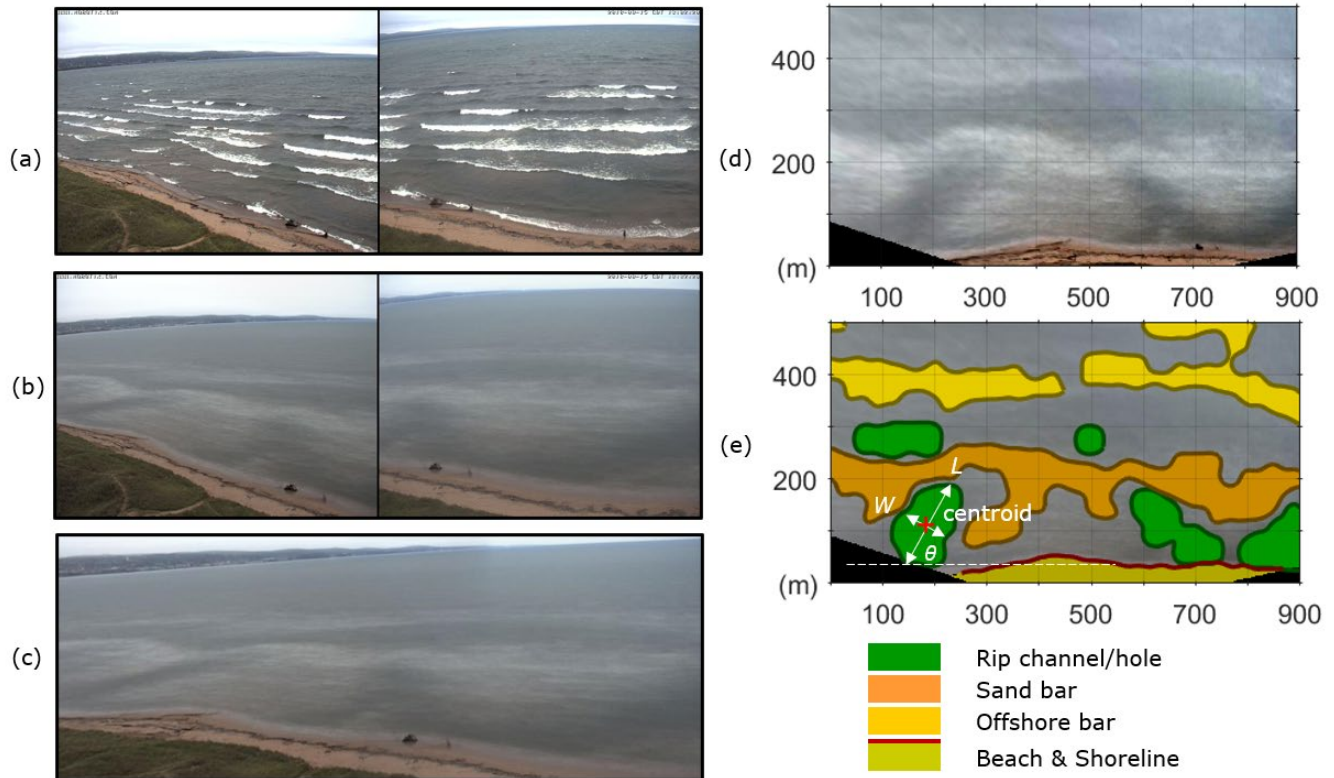 (a)
(b)
(c)
(d)
400
200
(m)
100
300
500
700
900
(e)
400
200
(m)
L
W
centroid
θ
100
300
500
700
900
Rip channel/hole
Sand bar
Offshore bar
Beach & Shoreline